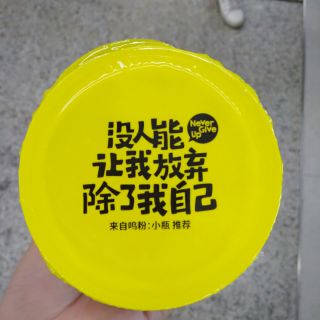 没人能
Never
Give
Up
让我放弃
除了我自己
来自鸣粉:小瓶 推荐